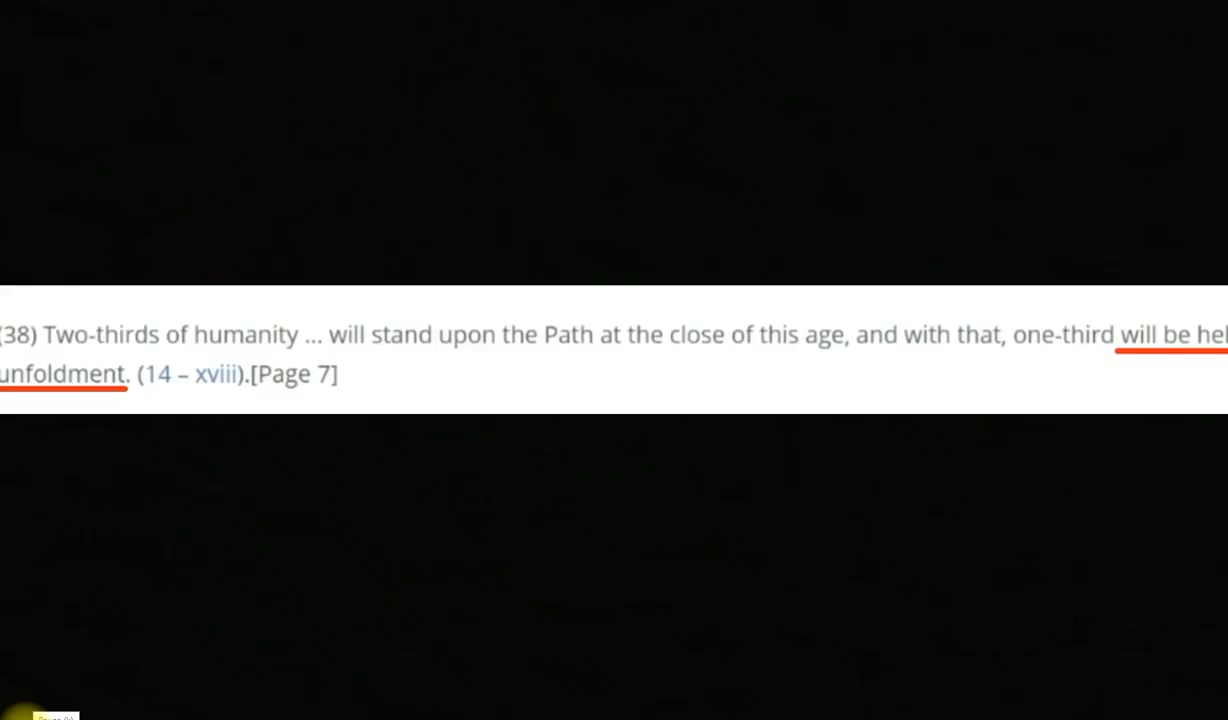 (38) Two-thirds of humanity ... will stand upon the Path at the close of this age, and with that, one-third will be hel
unfoldment. (14 – xviii).[Page 7]